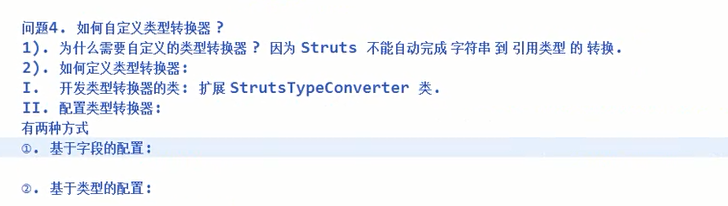 问题4. 如何自定义类型转换器？
1). 为什么需要自定义的类型转换器？ 因为 Struts 不能自动完成 字符串 到 引用类型 的 转换.
2). 如何定义类型转换器:
I.  开发类型转换器的类: 扩展 StrutsTypeConverter 类.
II. 配置类型转换器:
有两种方式
①. 基于字段的配置:
②. 基于类型的配置: